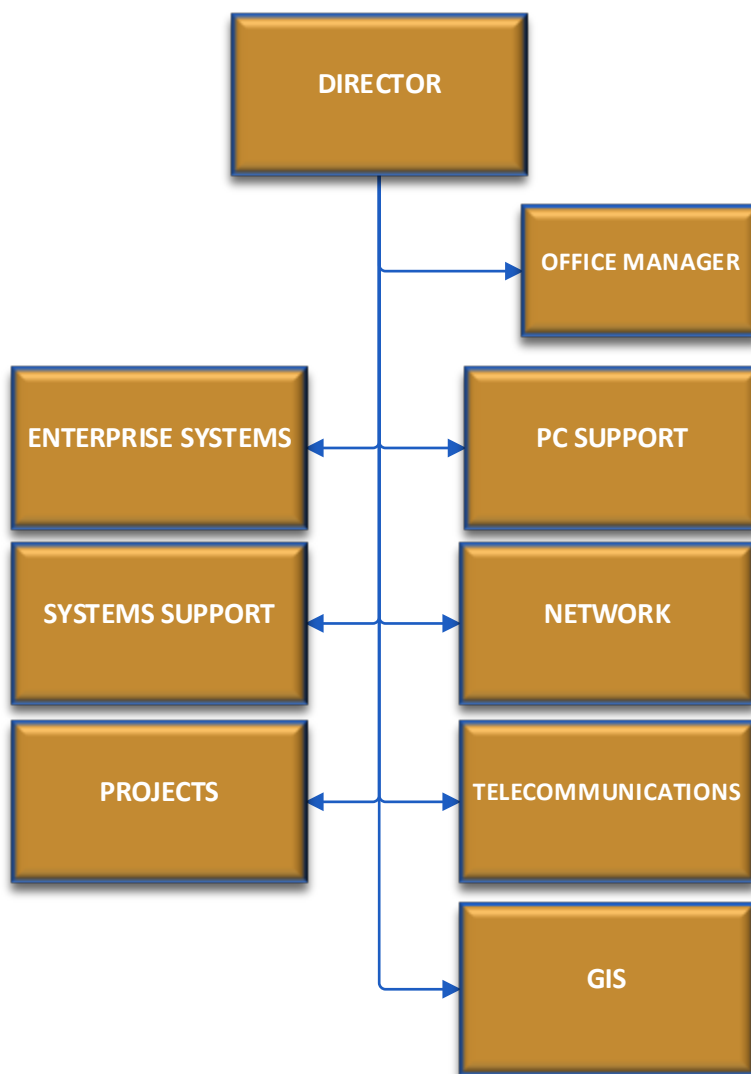 DIRECTOR
OFFICE MANAGER
ENTERPRISE SYSTEMS
PC SUPPORT
SYSTEMS SUPPORT
NETWORK
PROJECTS
TELECOMMUNICATIONS
GIS